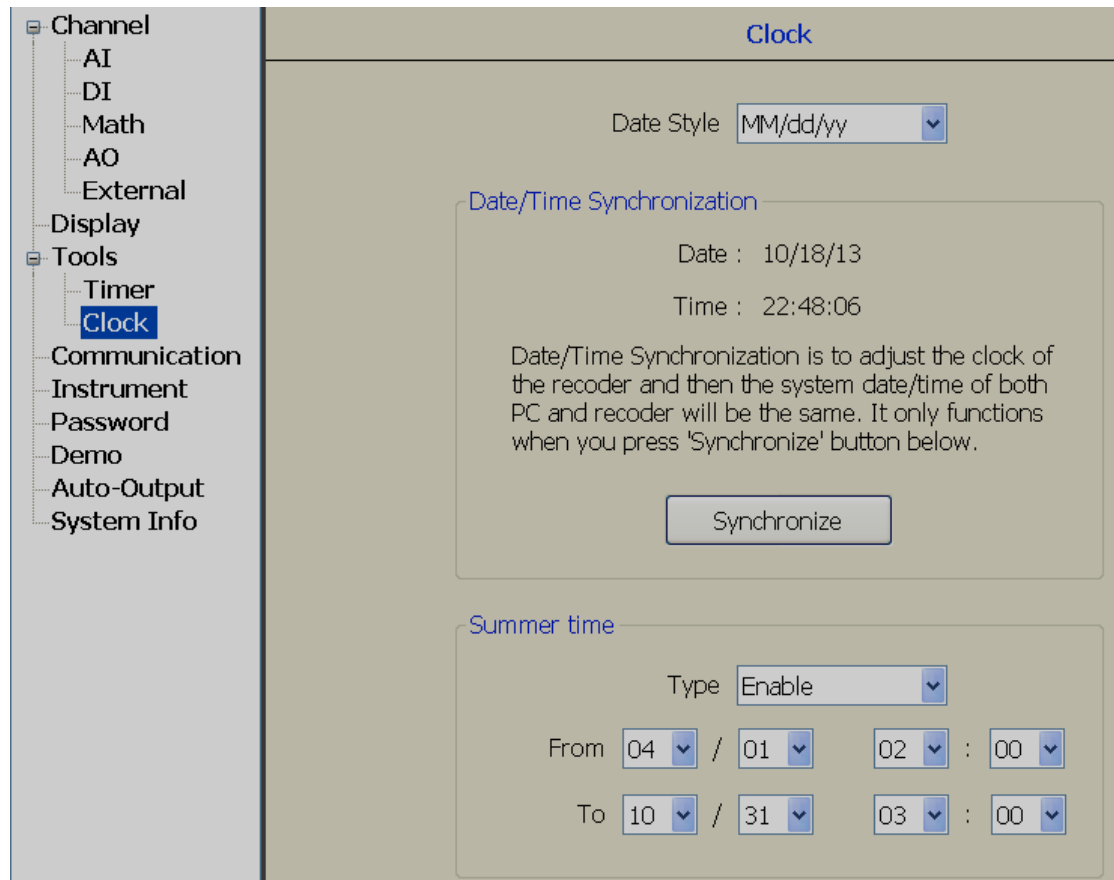 Channel
AI
DI
Math
AO
External
Display
Tools
Timer
Clock
Communication
Instrument
Password
Demo
Auto-Output
System Info
Clock
Date Style MM/dd/yy
Date/Time Synchronization
Date : 10/18/13
Time : 22:48:06
Date/Time Synchronization is to adjust the clock of
the recoder and then the system date/time of both
PC and recoder will be the same. It only functions
when you press 'Synchronize' button below.
Synchronize
Summer time
Type Enable
From 04 / 01 02 : 00
To 10 / 31 03 : 00